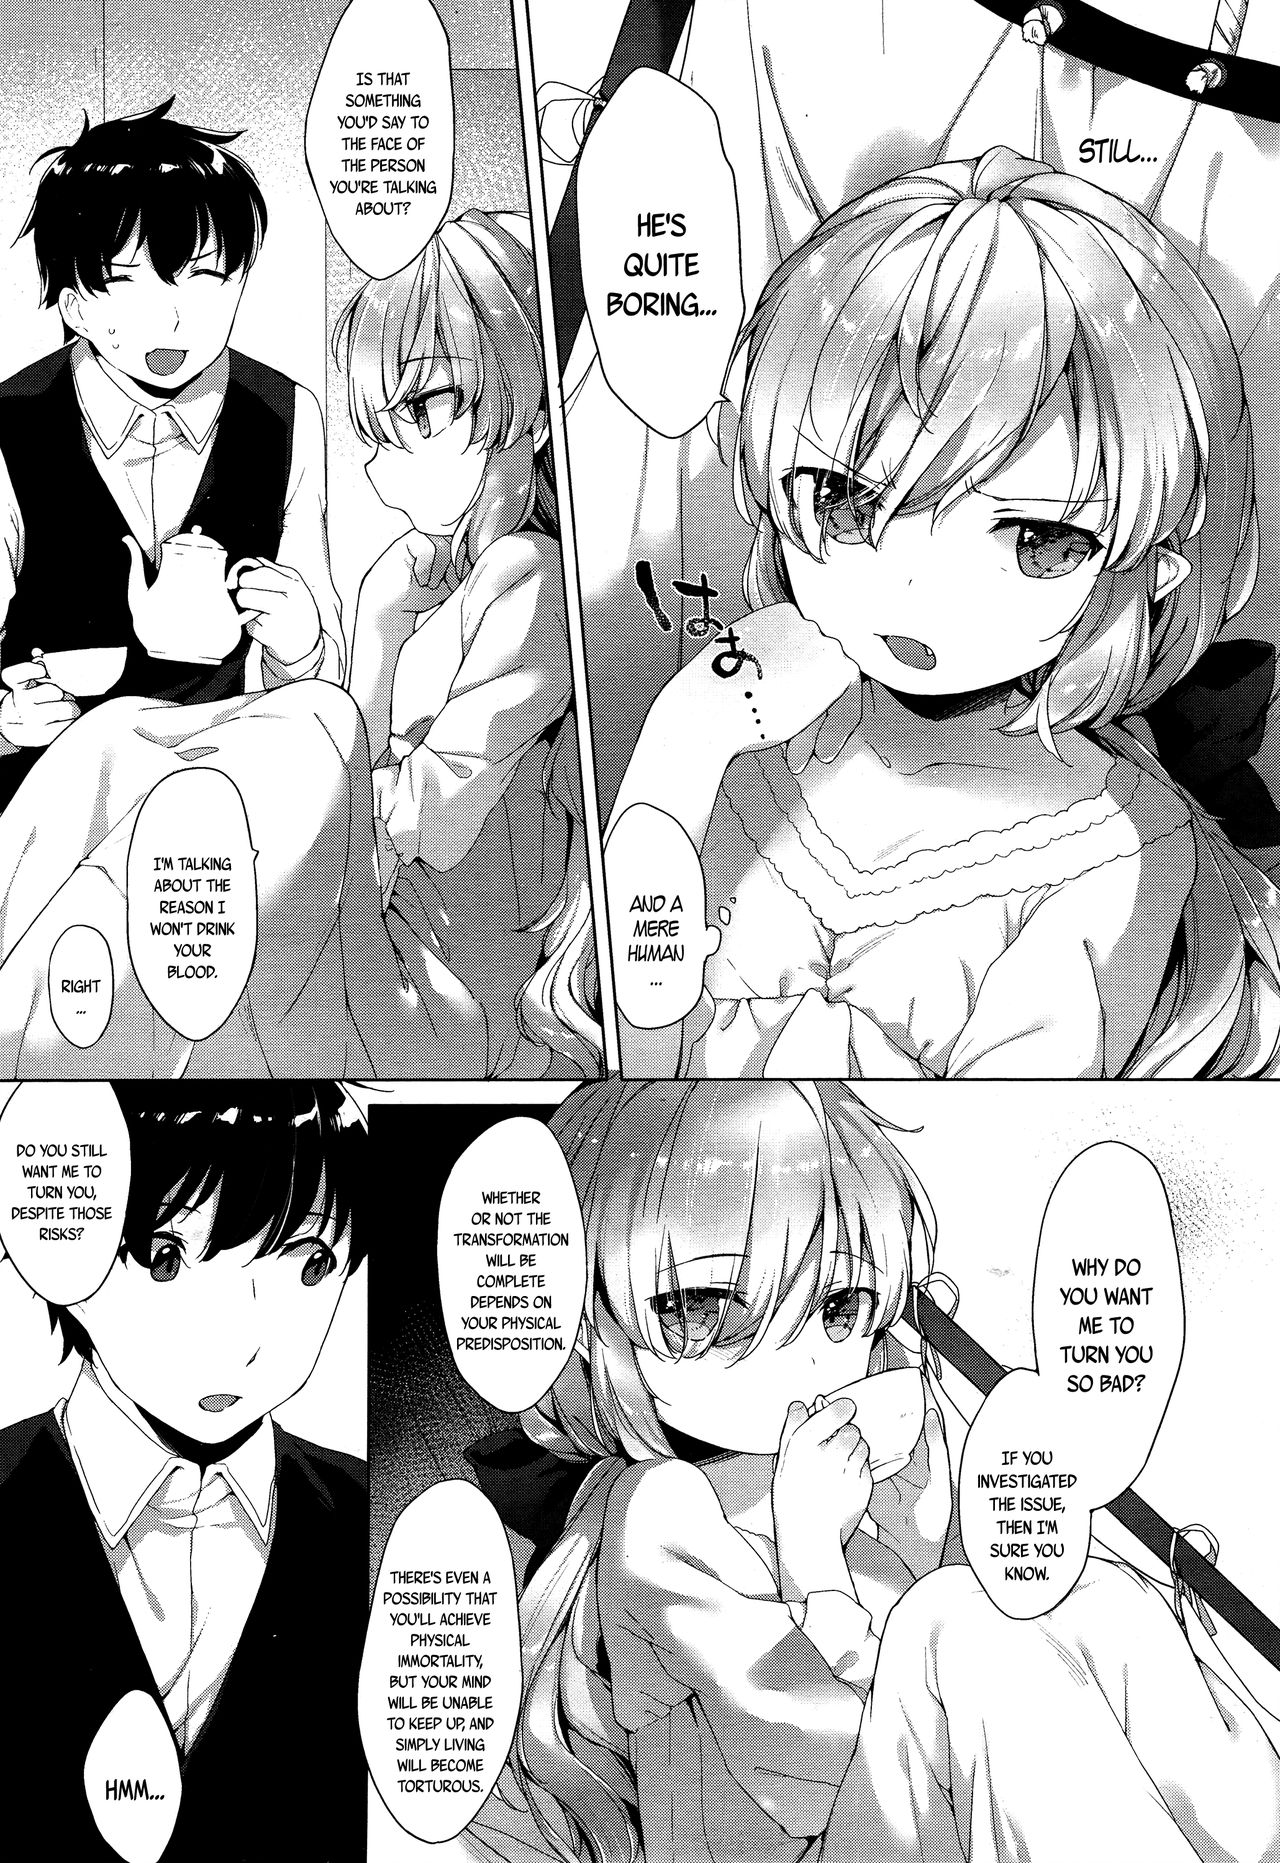 STILL...
HE'S
QUITE
BORING...
はぁ・・・・・
AND A
MERE
HUMAN
...
IS THAT
SOMETHING
YOU'D SAY TO
THE FACE OF
THE PERSON
YOU'RE TALKING
ABOUT?
I'M TALKING
ABOUT THE
REASON I
WON'T DRINK
YOUR
BLOOD.
RIGHT
...
WHY DO
YOU WANT
ME TO
TURN YOU
SO BAD?
IF YOU
INVESTIGATED
THE ISSUE,
THEN I'M
SURE YOU
KNOW.
WHETHER
OR NOT THE
TRANSFORMATION
WILL BE
COMPLETE
DEPENDS ON
YOUR PHYSICAL
PREDISPOSITION.
THERE'S EVEN A
POSSIBILITY THAT
YOU'LL ACHIEVE
PHYSICAL
IMMORTALITY,
BUT YOUR MIND
WILL BE UNABLE
TO KEEP UP, AND
SIMPLY LIVING
WILL BECOME
TORTUROUS.
DO YOU STILL
WANT ME TO
TURN YOU,
DESPITE THOSE
RISKS?
HMM...